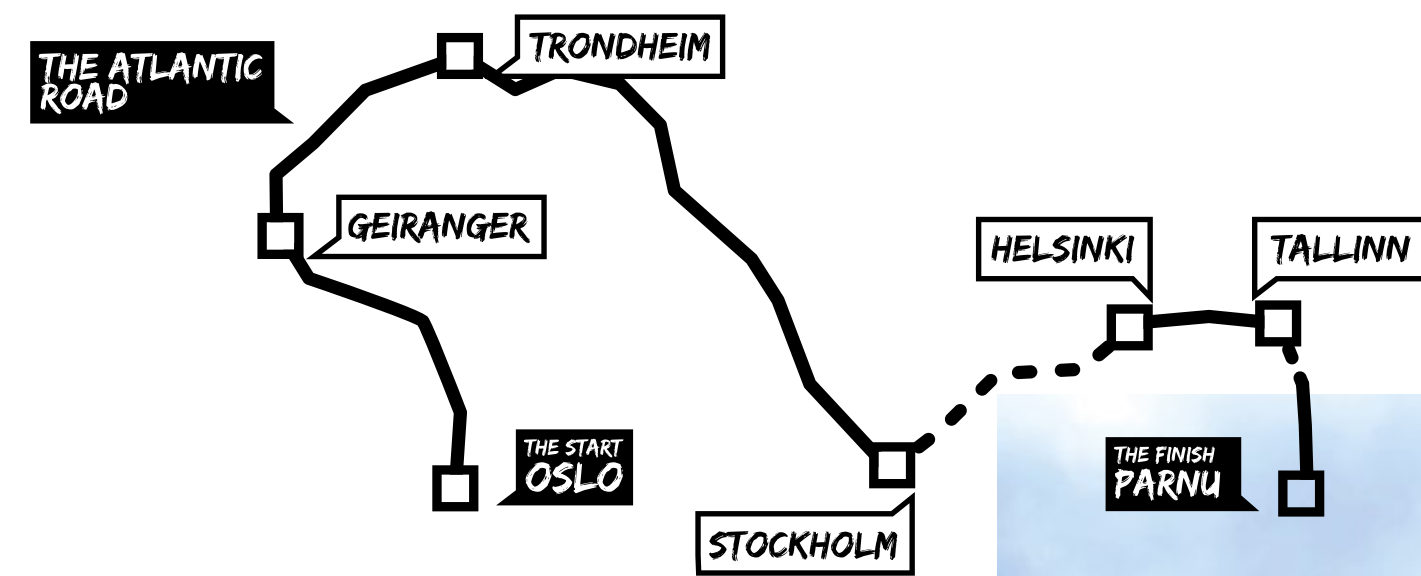 TRONDHEIM
THE ATLANTIC
ROAD
GEIRANGER
HELSINKI
TALLINN
THE START
OSLO
THE FINISH
PARNU
STOCKHOLM